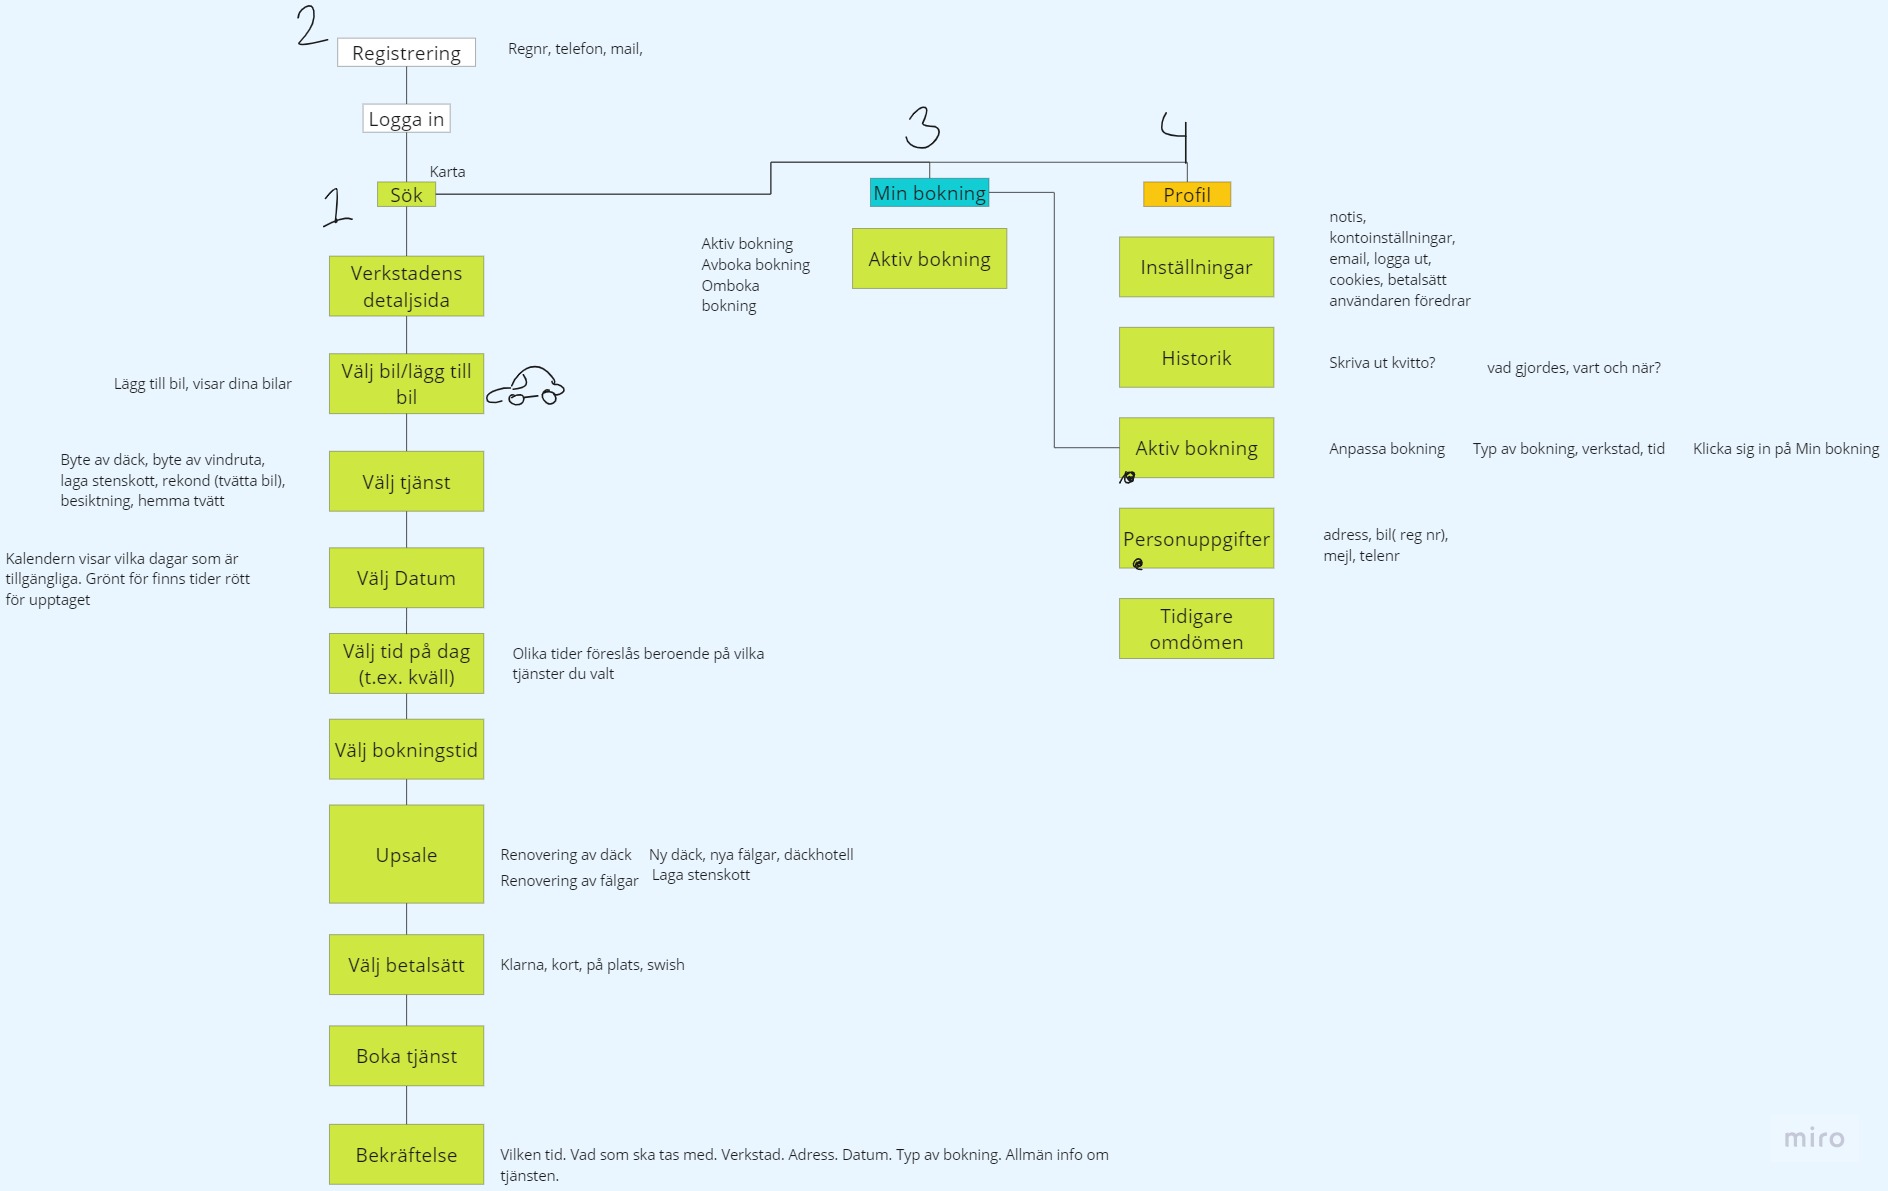 2
Registrering
Regnr, telefon, mail,
Logga in
Karta
1
Sök
Verkstadens
detaljsida
Lägg till bil, visar dina bilar
Välj bil/lägg till
bil
Byte av däck, byte av vindruta,
laga stenskott, rekond (tvätta bil),
besiktning, hemma tvätt
Välj tjänst
Kalendern visar vilka dagar som är
tillgängliga. Grönt för finns tider rött
för upptaget
Välj Datum
Välj tid på dag
(t.ex. kväll)
Olika tider föreslås beroende på vilka
tjänster du valt
Välj bokningstid
Upsale
Renovering av däck
Renovering av fälgar
Ny däck, nya fälgar, däckhotell
Laga stenskott
Välj betalsätt
Klarna, kort, på plats, swish
Boka tjänst
Bekräftelse
Vilken tid. Vad som ska tas med. Verkstad. Adress. Datum. Typ av bokning. Allmän info om
tjänsten.
3
Min bokning
Aktiv bokning
Avboka bokning
Omboka
bokning
Aktiv bokning
4
Profil
Inställningar
notis,
kontoinställningar,
email, logga ut,
cookies, betalsätt
användaren föredrar
Historik
Skriva ut kvitto?
vad gjordes, vart och när?
Aktiv bokning
Anpassa bokning
Typ av bokning, verkstad, tid
Klicka sig in på Min bokning
Personuppgifter
adress, bil( reg nr),
mejl, telenr
Tidigare
omdömen
miro